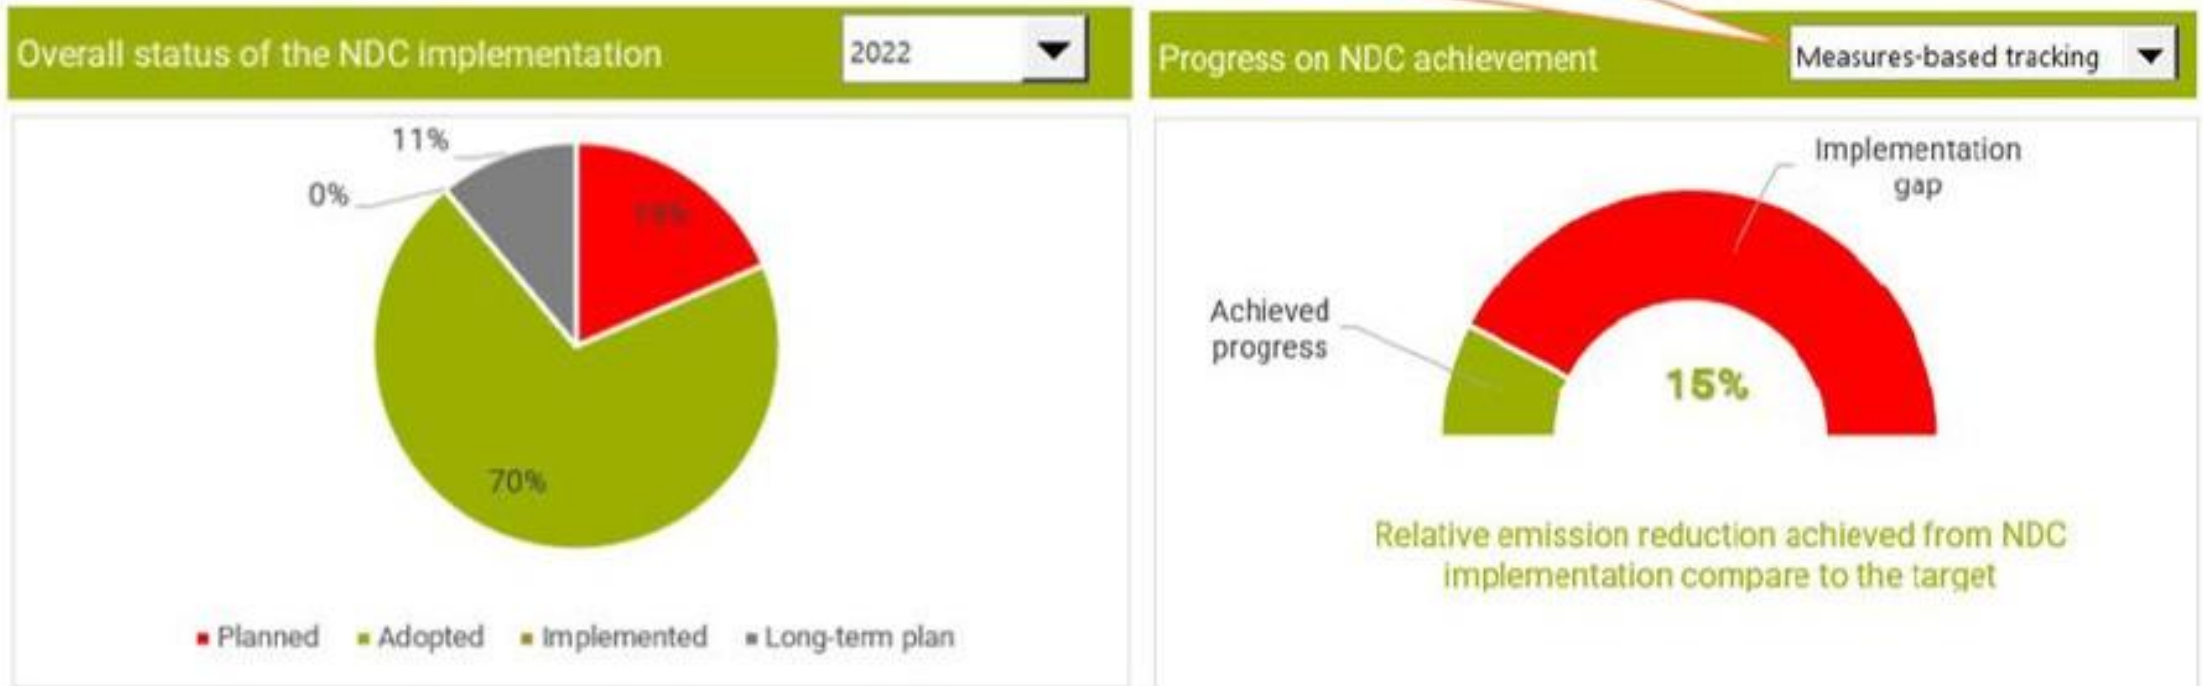 Overall status of the NDC implementation
2022
11%
0%
19%
70%
Planned
Adopted
Implemented
Long-term plan
Progress on NDC achievement
Measures-based tracking
Implementation
gap
Achieved
progress
15%
Relative emission reduction achieved from NDC
implementation compare to the target